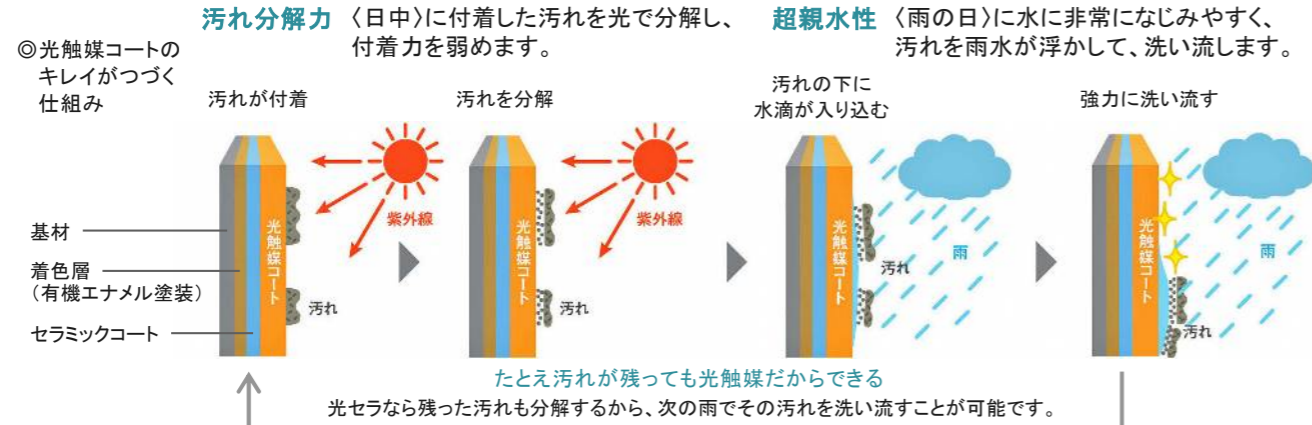 汚れ分解力 〈日中〉に付着した汚れを光で分解し、
付着力を弱めます。
超親水性 〈雨の日〉に水に非常になじみやすく、
汚れを雨水が浮かして、洗い流します。
◎光触媒コートの
キレイがつづく
仕組み
汚れが付着
汚れを分解
汚れの下に
水滴が入り込む
強力に洗い流す
基材
着色層
（有機エナメル塗装）
セラミックコート
光触媒コート
紫外線
汚れ
光触媒コート
紫外線
汚れ
光触媒コート
雨
汚れ
光触媒コート
雨
汚れ
たとえ汚れが残っても光触媒だからできる
光セラなら残った汚れも分解するから、次の雨でその汚れを洗い流すことが可能です。